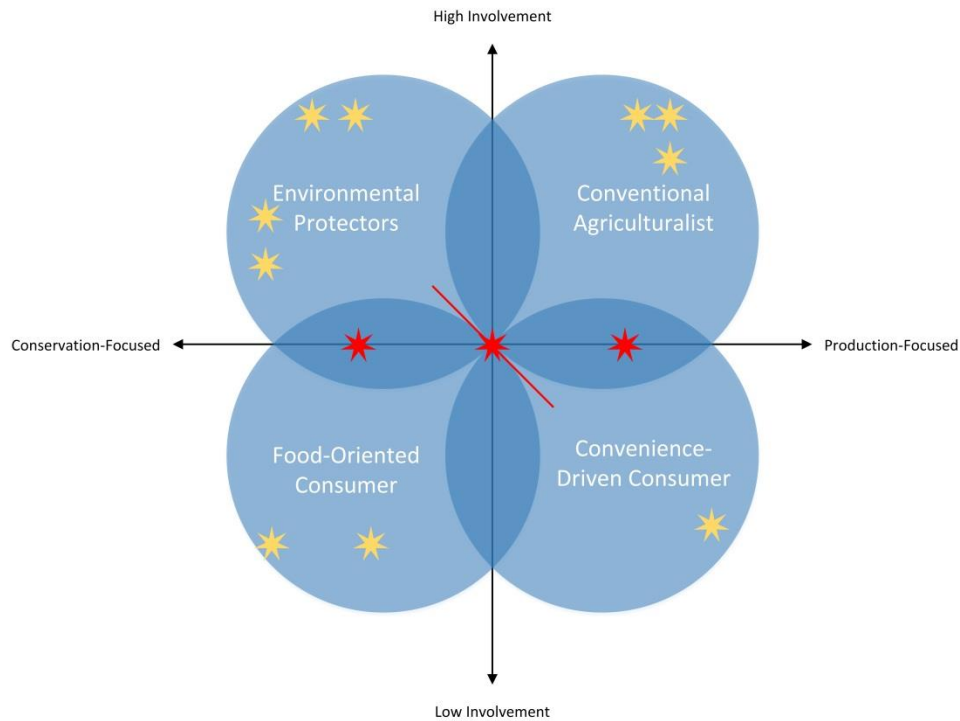 High Involvement
Environmental
Protectors
Conventional
Agriculturalist
Conservation-Focused
Production-Focused
Food-Oriented
Consumer
Convenience-
Driven Consumer
Low Involvement